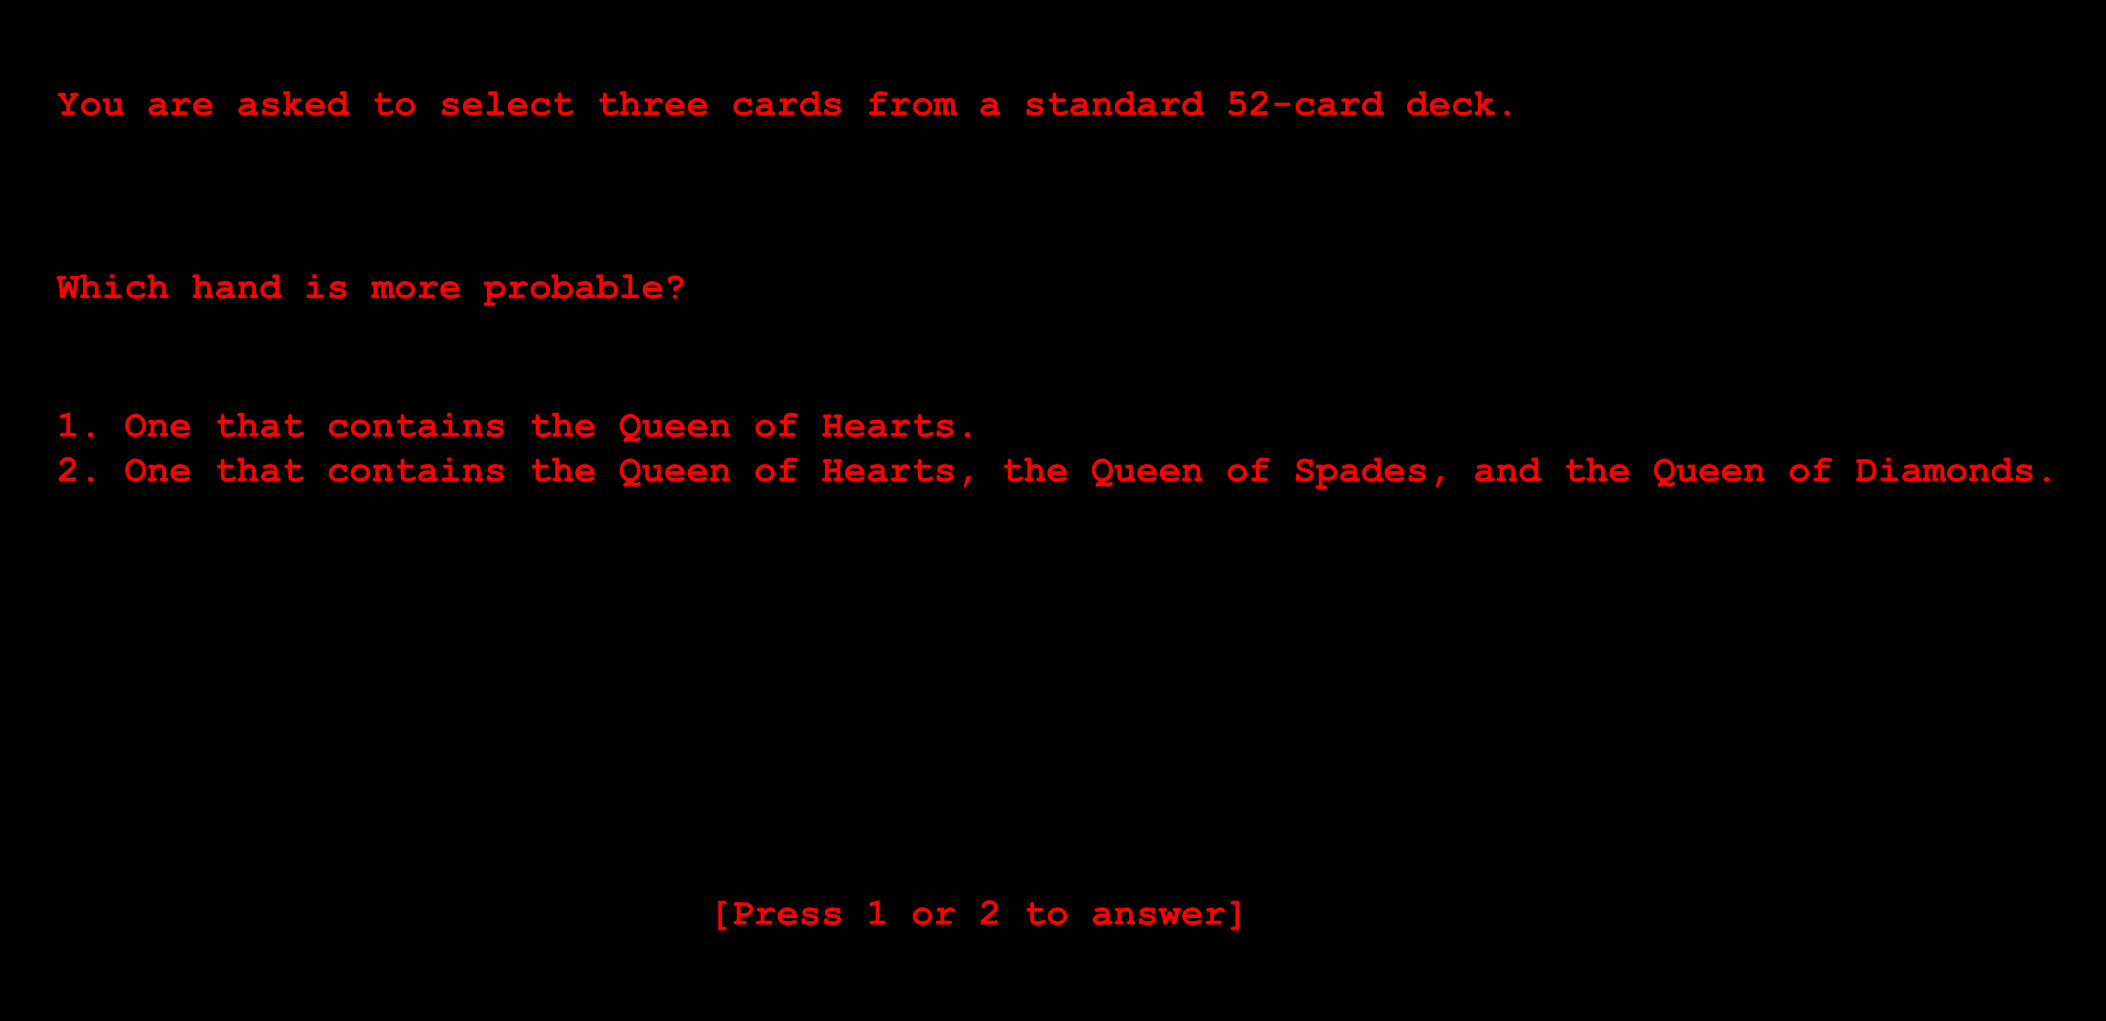 You are asked to select three cards from a standard 52-card deck.
Which hand is more probable?
1. One that contains the Queen of Hearts.
2. One that contains the Queen of Hearts, the Queen of Spades, and the Queen of Diamonds.
[Press 1 or 2 to answer]